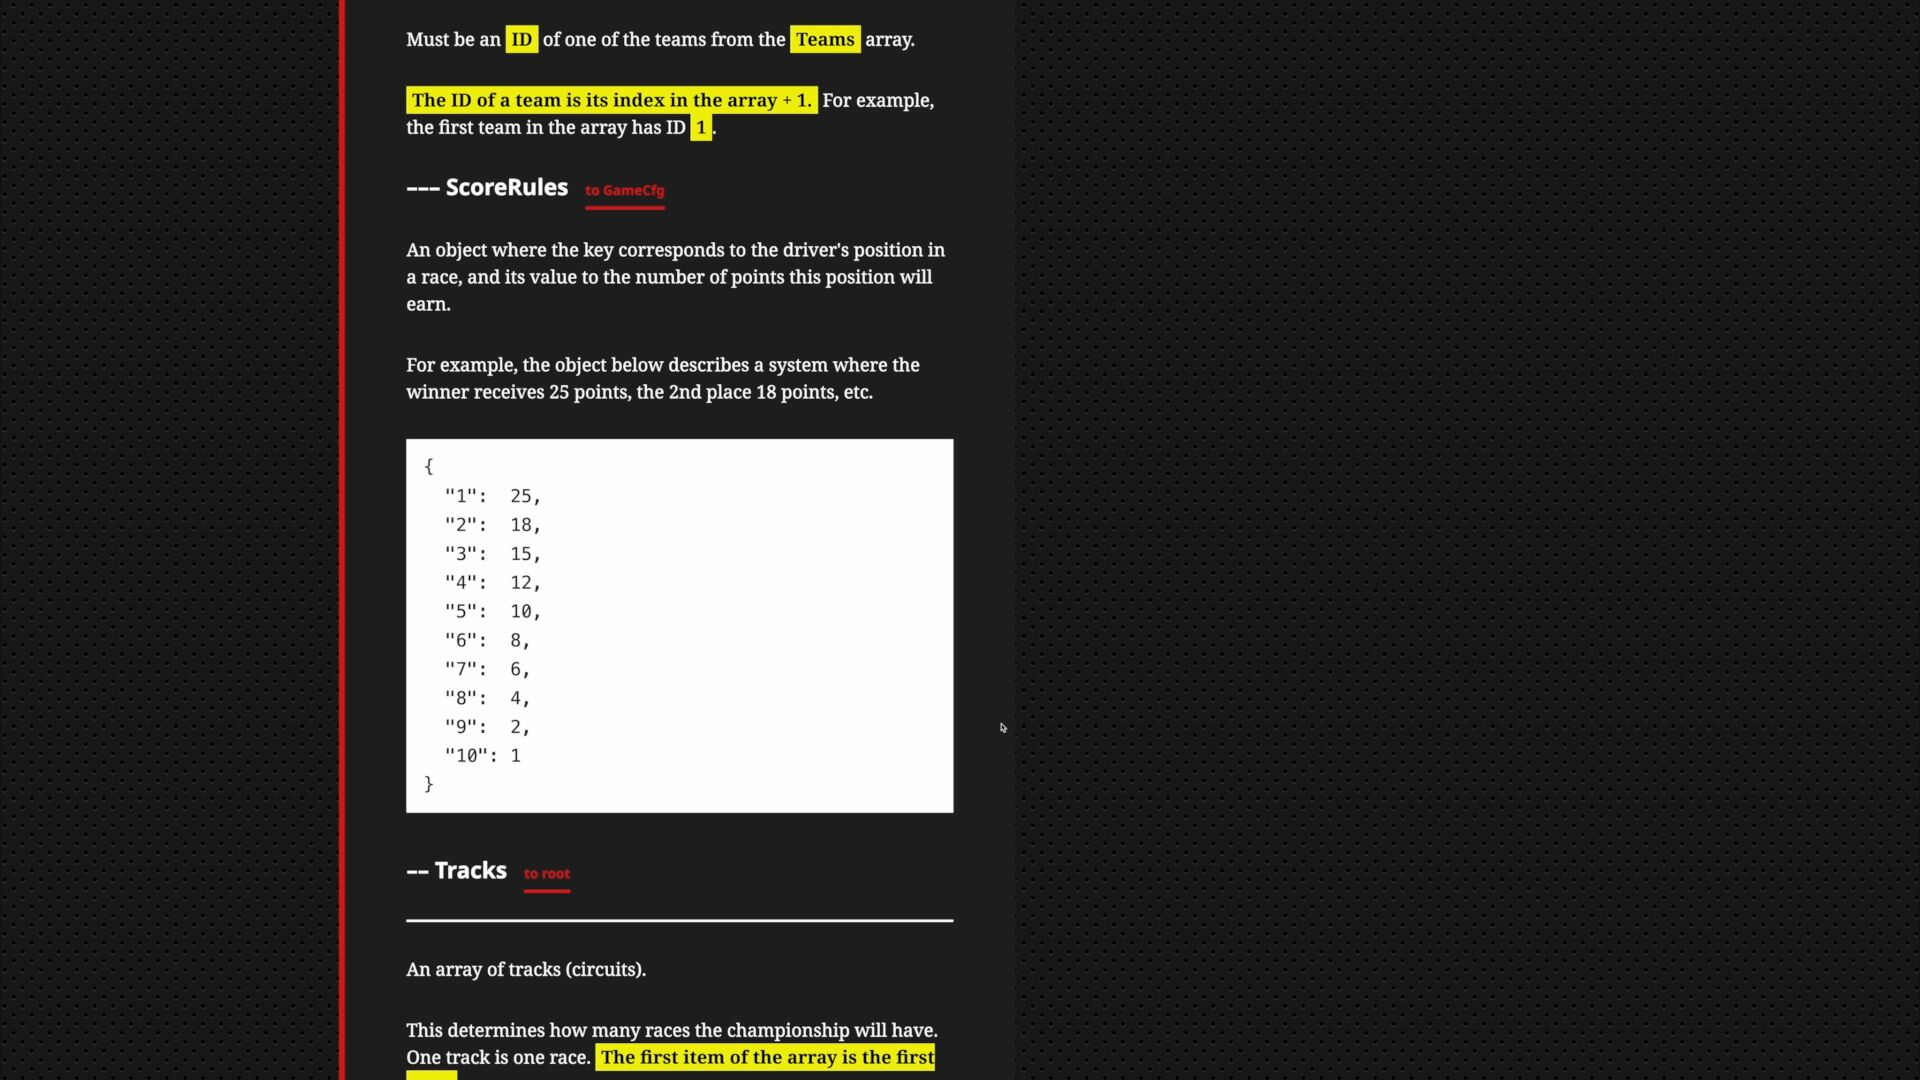 Must be an ID of one of the teams from the Teams array.
The ID of a team is its index in the array + 1. For example,
the first team in the array has ID 1.
--- ScoreRules to GameCfg
An object where the key corresponds to the driver's position in
a race, and its value to the number of points this position will
earn.
For example, the object below describes a system where the
winner receives 25 points, the 2nd place 18 points, etc.
{
"1": 25,
"2": 18,
"3": 15,
"4": 12,
"5": 10,
"6": 8,
"7": 6,
"8": 4,
"9": 2,
"10": 1
}
-- Tracks to root
An array of tracks (circuits).
This determines how many races the championship will have.
One track is one race. The first item of the array is the first